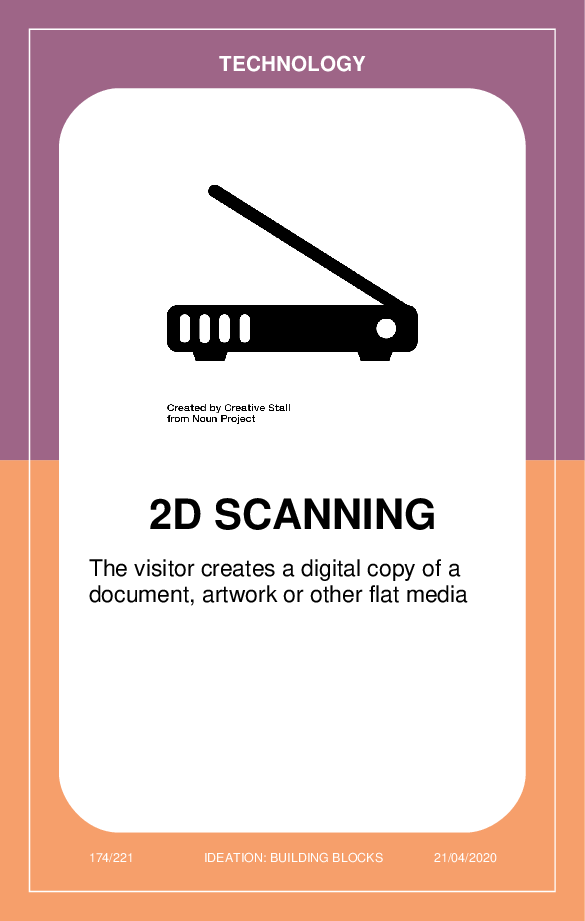 TECHNOLOGY
Created by Creative Stall
from Noun Project
2D SCANNING
The visitor creates a digital copy of a
document, artwork or other flat media
174/221 IDEATION: BUILDING BLOCKS 21/04/2020